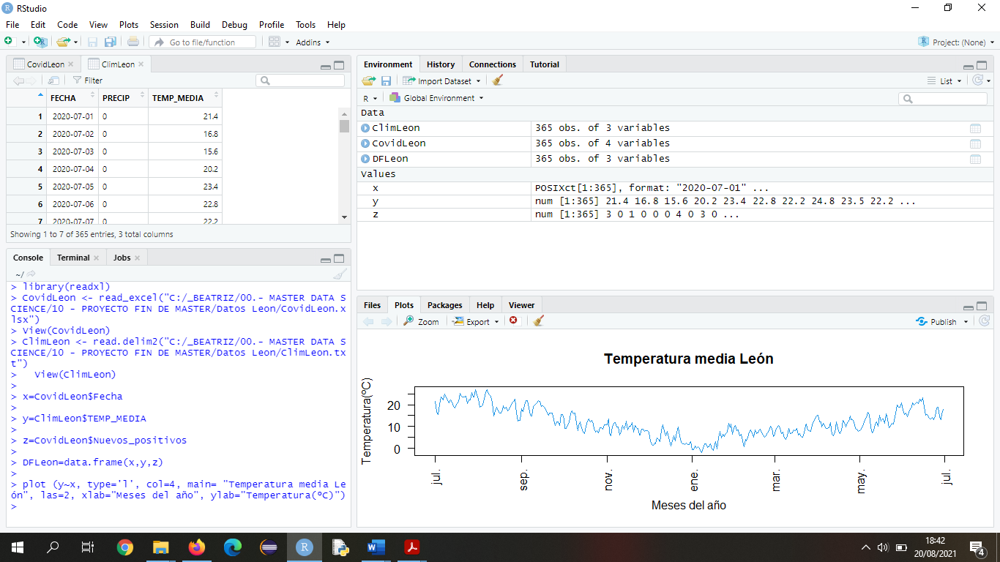 RStudio
File Edit Code View Plots Session Build Debug Profile Tools Help
Go to file/function Addins Project: (None)
CovidLeon ClimLeon
Filter
FECHA PRECIP TEMP_MEDIA
1 2020-07-01 0 21.4
2 2020-07-02 0 16.8
3 2020-07-03 0 15.6
4 2020-07-04 0 20.2
5 2020-07-05 0 23.4
6 2020-07-06 0 22.8
7 2020-07-07 0 22.2
Showing 1 to 7 of 365 entries, 3 total columns
Console Terminal Jobs
~/
> library(readxl)
> CovidLeon <- read_excel("C:/_BEATRIZ/00.- MASTER DATA S
CIENCE/10 - PROYECTO FIN DE MASTER/Datos Leon/CovidLeon.x
lsx")
> View(CovidLeon)
> ClimLeon <- read.delim2("C:/_BEATRIZ/00.- MASTER DATA S
CIENCE/10 - PROYECTO FIN DE MASTER/Datos Leon/ClimLeon.tx
t")
>   View(ClimLeon)
>
> x=CovidLeon$Fecha
>
> y=ClimLeon$TEMP_MEDIA
>
> z=CovidLeon$Nuevos_positivos
>
> DFLeon=data.frame(x,y,z)
>
> plot (y~x, type='l', col=4, main= "Temperatura media Le
ón", las=2, xlab="Meses del año", ylab="Temperatura(ºC)")
>
Environment History Connections Tutorial
Import Dataset List
R Global Environment
Data
ClimLeon 365 obs. of 3 variables
CovidLeon 365 obs. of 4 variables
DFLeon 365 obs. of 3 variables
Values
x POSIXct[1:365], format: "2020-07-01" ...
y num [1:365] 21.4 16.8 15.6 20.2 23.4 22.8 22.2 24.8 23.5 22.2 ...
z num [1:365] 3 0 1 0 0 0 4 0 3 0 ...
Files Plots Packages Help Viewer
Zoom Export Publish
Temperatura media León
Temperatura(ºC)
20
10
0
jul. sep. nov. ene. mar. may. jul.
Meses del año
18:42
20/08/2021
4